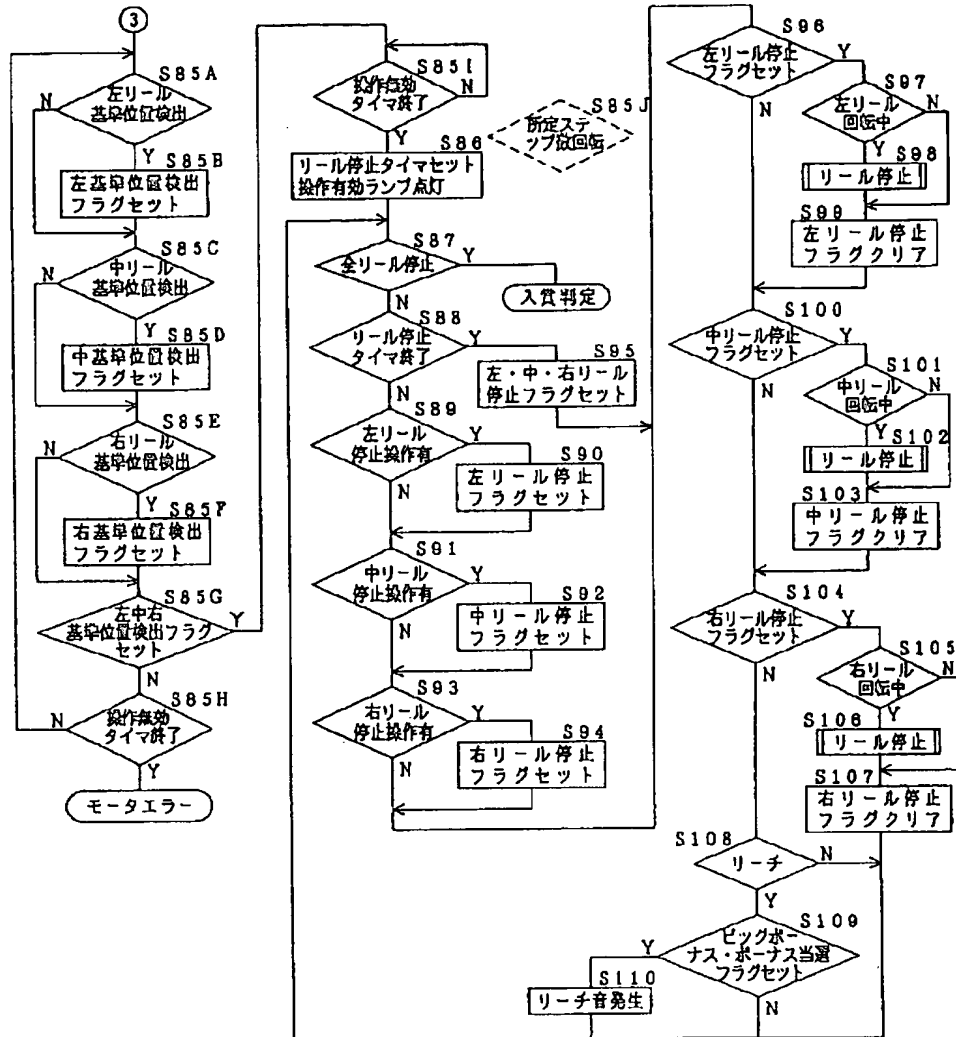 3
S85A
左リール
基準位置検出
N
Y
S85B
左基準位置検出
フラグセット
S85C
中リール
基準位置検出
N
Y
S85D
中基準位置検出
フラグセット
S85E
右リール
基準位置検出
N
Y
S85F
右基準位置検出
フラグセット
S85G
左中右
基準位置検出フラグ
セット
Y
N
S85H
操作無効
タイマ終了
N
Y
モータエラー
S85I
操作無効
タイマ終了
N
Y
S85J
所定ステ
ップ数回転
S86
リール停止タイマセット
操作有効ランプ点灯
S87
全リール停止
Y
入賞判定
N
S88
リール停止
タイマ終了
Y
S95
左・中・右リール
停止フラグセット
N
S89
左リール
停止操作有
Y
S90
左リール停止
フラグセット
N
S91
中リール
停止操作有
Y
S92
中リール停止
フラグセット
N
S93
右リール
停止操作有
Y
S94
右リール停止
フラグセット
N
S96
左リール停止
フラグセット
Y
N
S97
左リール
回転中
N
Y
S98
リール停止
S99
左リール停止
フラグクリア
S100
中リール停止
フラグセット
Y
N
S101
中リール
回転中
N
Y
S102
リール停止
S103
中リール停止
フラグクリア
S104
右リール停止
フラグセット
Y
N
S105
右リール
回転中
N
Y
S106
リール停止
S107
右リール停止
フラグクリア
S108
リーチ
N
Y
S109
ビッグボー
ナス・ボーナス当選
フラグセット
Y
N
S110
リーチ音発生